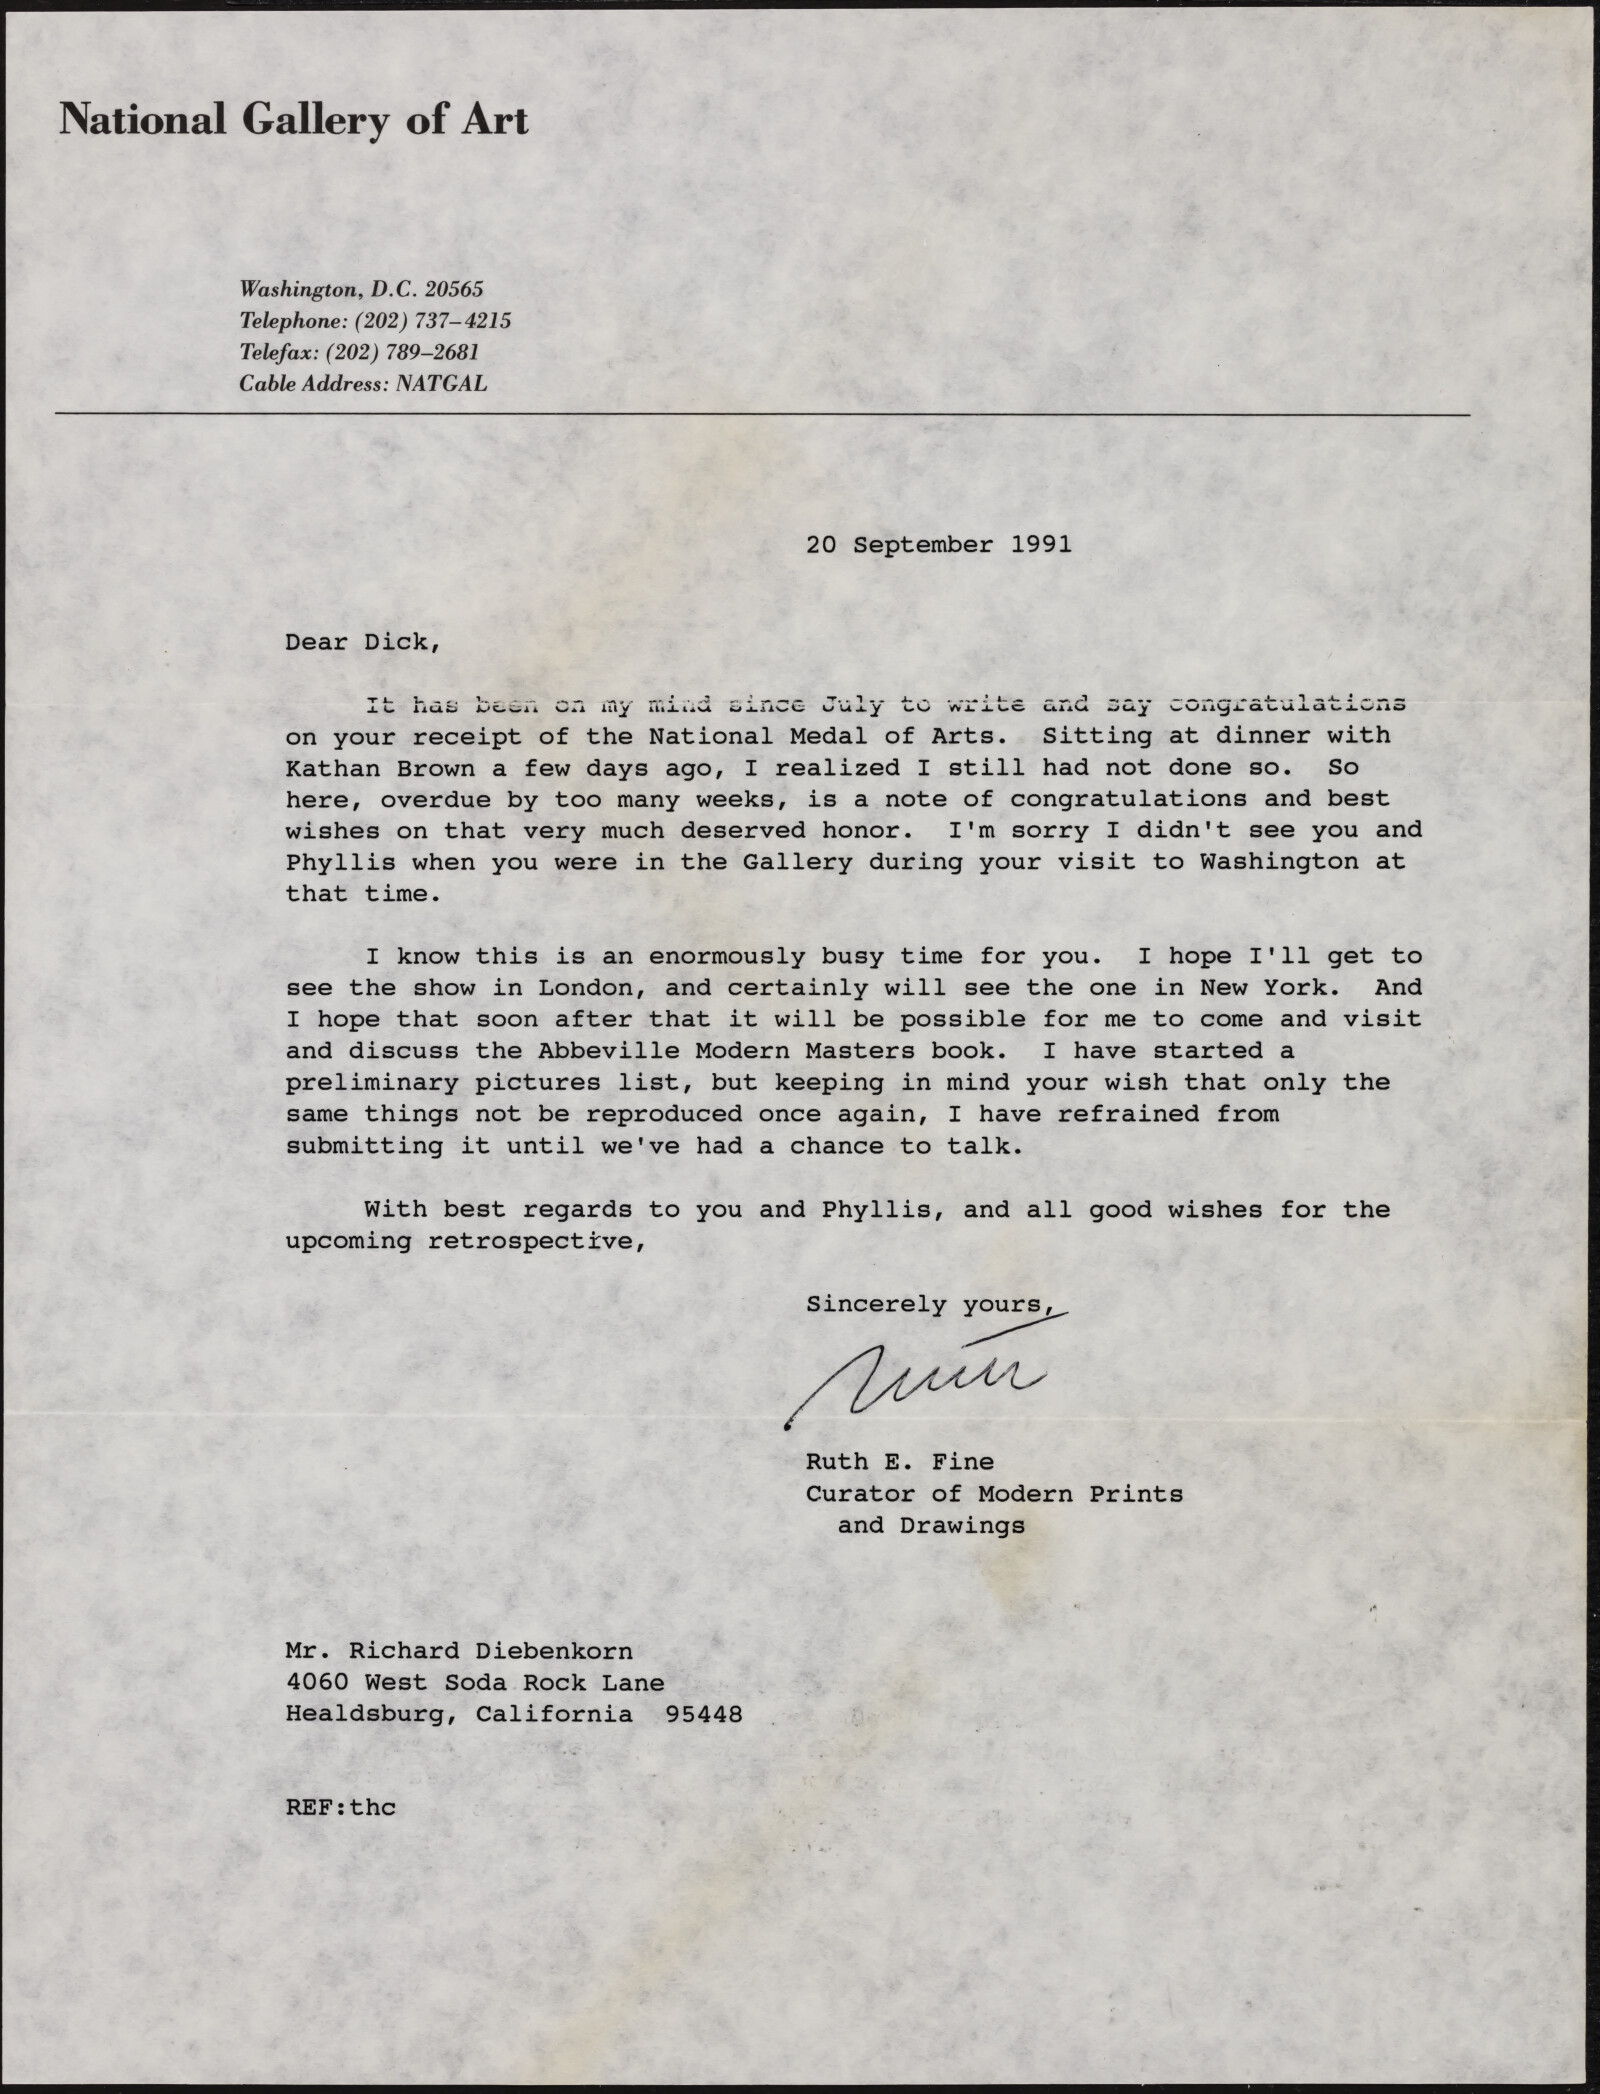 National Gallery of Art
Washington, D.C. 20565
Telephone: (202) 737–4215
Telefax: (202) 789–2681
Cable Address: NATGAL
20 September 1991
Dear Dick,
It has been on my mind since July to write and say congratulations
on your receipt of the National Medal of Arts.  Sitting at dinner with
Kathan Brown a few days ago, I realized I still had not done so.  So
here, overdue by too many weeks, is a note of congratulations and best
wishes on that very much deserved honor.  I'm sorry I didn't see you and
Phyllis when you were in the Gallery during your visit to Washington at
that time.
I know this is an enormously busy time for you.  I hope I'll get to
see the show in London, and certainly will see the one in New York.  And
I hope that soon after that it will be possible for me to come and visit
and discuss the Abbeville Modern Masters book.  I have started a
preliminary pictures list, but keeping in mind your wish that only the
same things not be reproduced once again, I have refrained from
submitting it until we've had a chance to talk.
With best regards to you and Phyllis, and all good wishes for the
upcoming retrospective,
Sincerely yours,
Ruth E. Fine
Curator of Modern Prints
and Drawings
Mr. Richard Diebenkorn
4060 West Soda Rock Lane
Healdsburg, California  95448
REF:thc